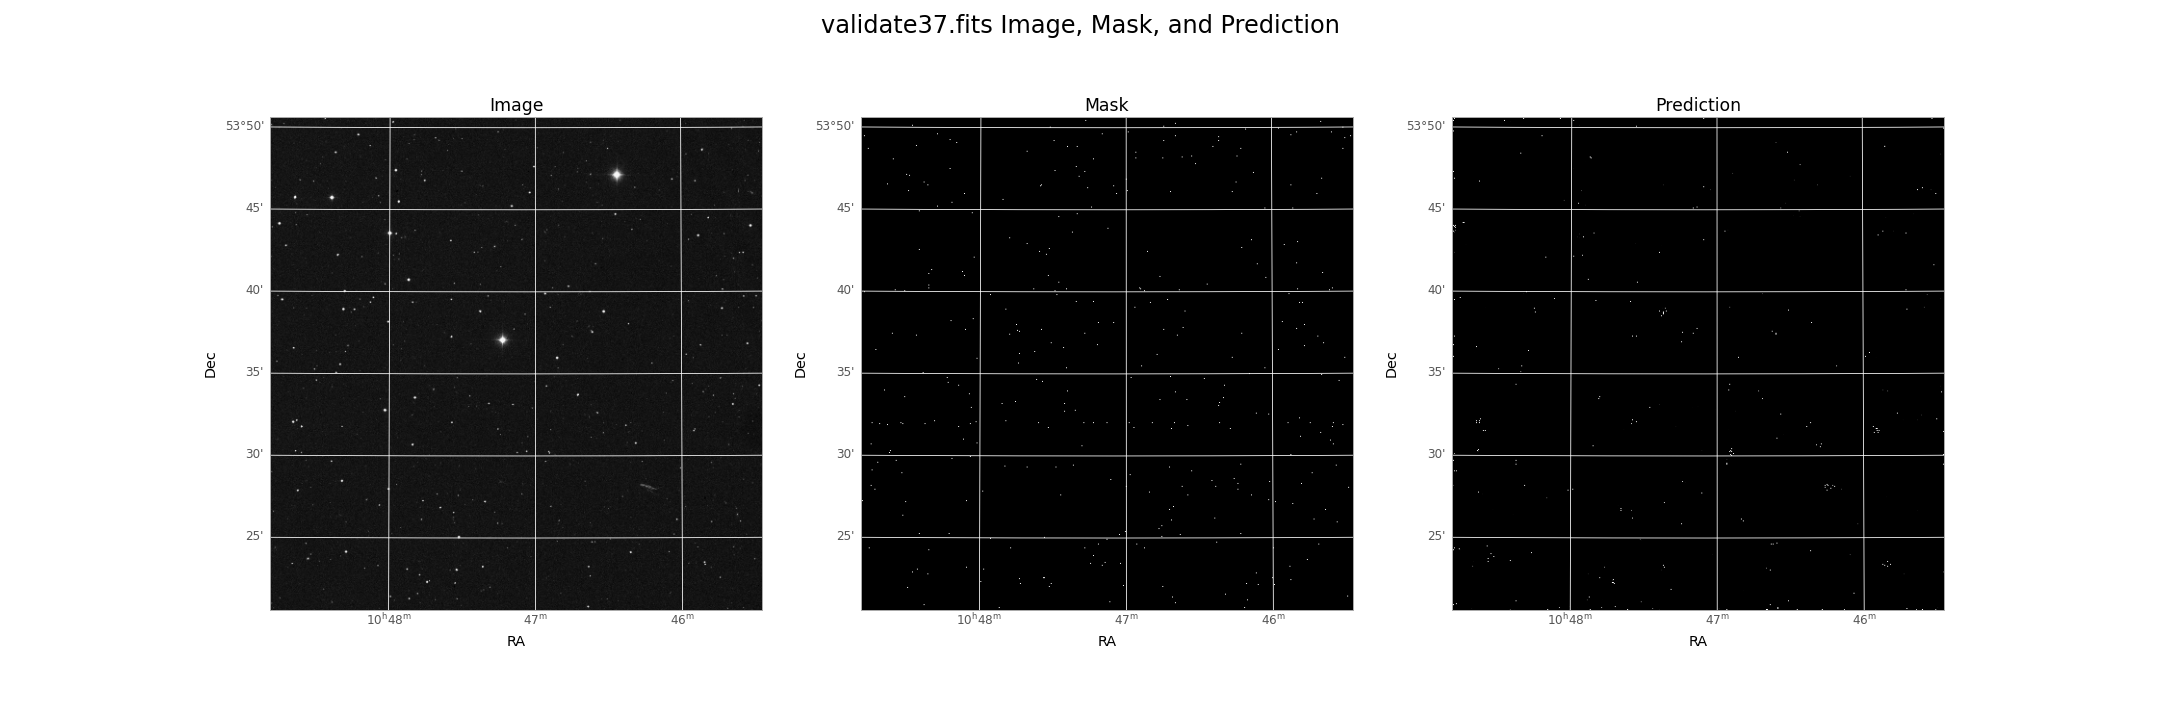 validate37.fits Image, Mask, and Prediction
Image
53°50'
45'
40'
35'
30'
25'
Dec
10ʰ48ᵐ
47ᵐ
46ᵐ
RA
Mask
53°50'
45'
40'
35'
30'
25'
Dec
10ʰ48ᵐ
47ᵐ
46ᵐ
RA
Prediction
53°50'
45'
40'
35'
30'
25'
Dec
10ʰ48ᵐ
47ᵐ
46ᵐ
RA